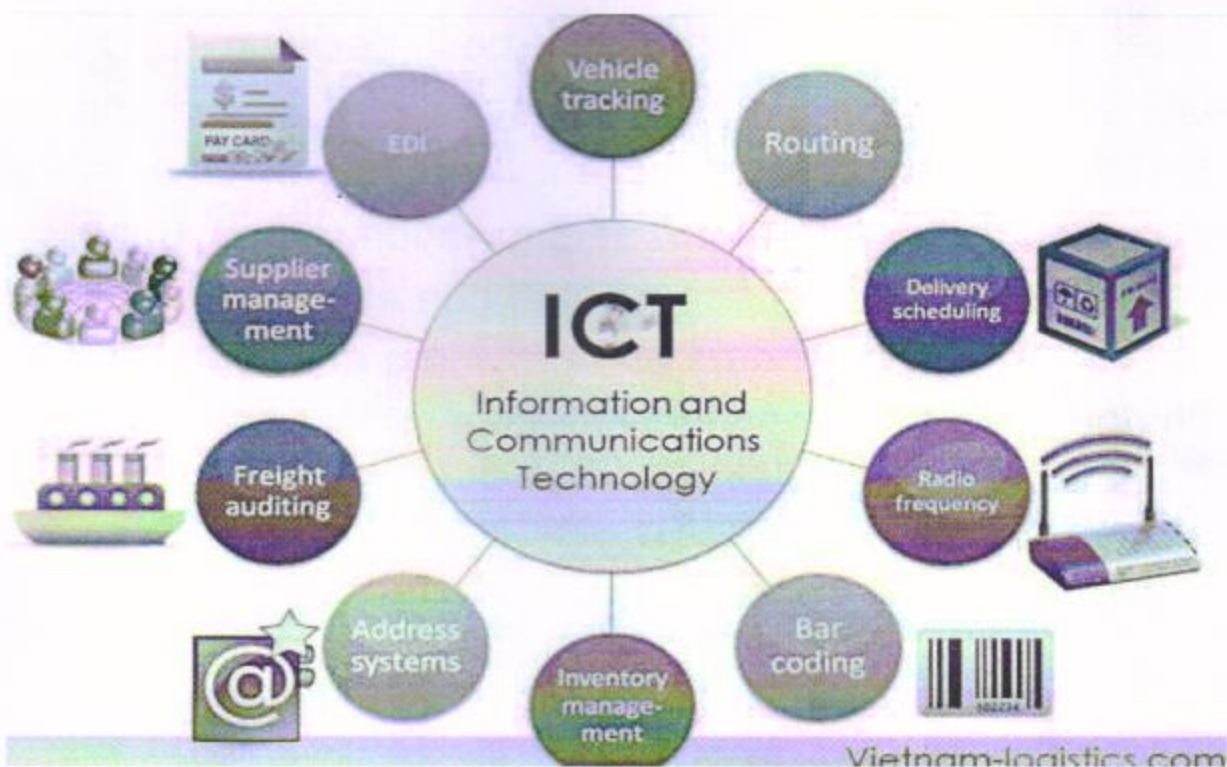 Vehicle
tracking
Routing
EDI
PAY CARD
Supplier
manage-
ment
Delivery
scheduling
ICT
Information and
Communications
Technology
Freight
auditing
Radio
frequency
Address
systems
Bar
coding
Inventory
manage-
ment
Vietnam-logistics.com